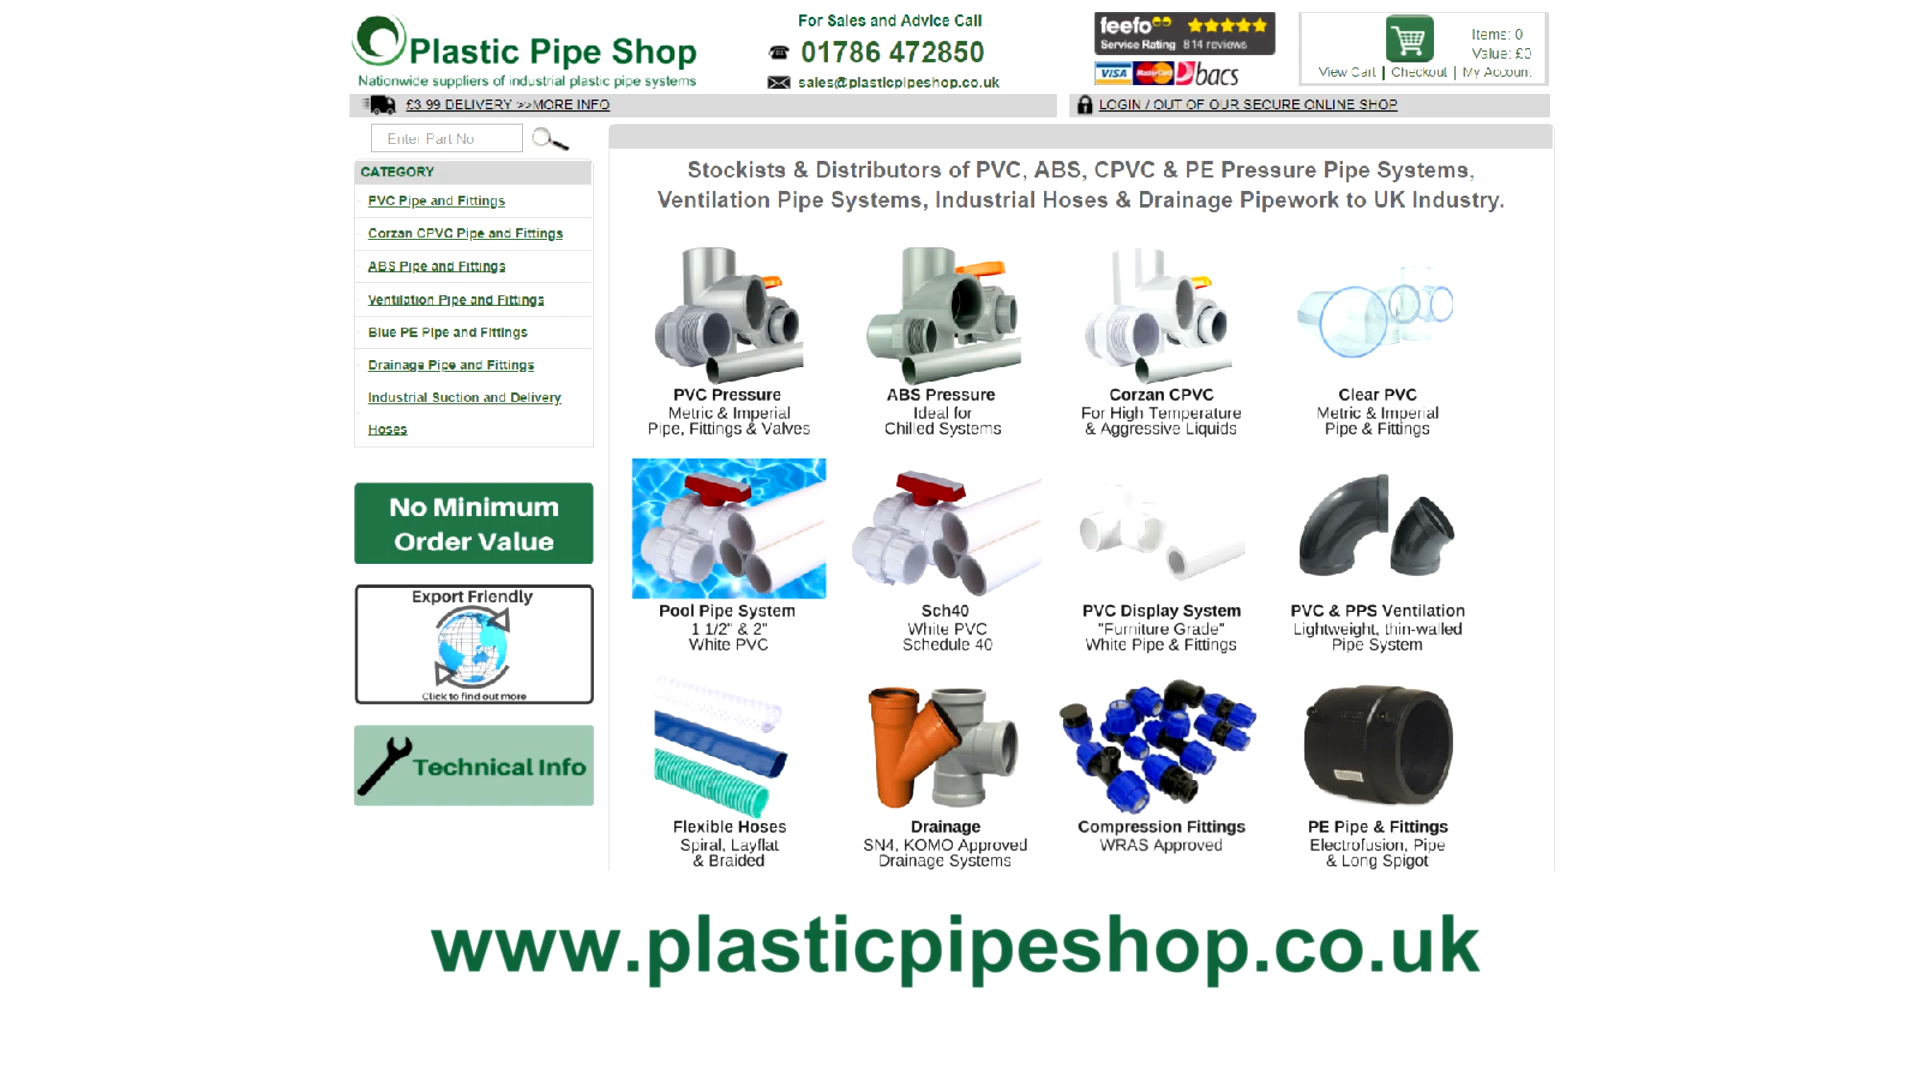 Plastic Pipe Shop
Nationwide suppliers of industrial plastic pipe systems
For Sales and Advice Call
01786 472850
sales@plasticpipeshop.co.uk
feefo
Service Rating 814 reviews
VISA MasterCard bacs
Items: 0
Value: £0
View Cart | Checkout | My Account
£3.99 DELIVERY >>MORE INFO
LOGIN / OUT OF OUR SECURE ONLINE SHOP
Enter Part No
CATEGORY
PVC Pipe and Fittings
Corzan CPVC Pipe and Fittings
ABS Pipe and Fittings
Ventilation Pipe and Fittings
Blue PE Pipe and Fittings
Drainage Pipe and Fittings
Industrial Suction and Delivery
Hoses
No Minimum
Order Value
Export Friendly
Click to find out more
Technical Info
Stockists & Distributors of PVC, ABS, CPVC & PE Pressure Pipe Systems,
Ventilation Pipe Systems, Industrial Hoses & Drainage Pipework to UK Industry.
PVC Pressure
Metric & Imperial
Pipe, Fittings & Valves
ABS Pressure
Ideal for
Chilled Systems
Corzan CPVC
For High Temperature
& Aggressive Liquids
Clear PVC
Metric & Imperial
Pipe & Fittings
Pool Pipe System
1 1/2" & 2"
White PVC
Sch40
White PVC
Schedule 40
PVC Display System
"Furniture Grade"
White Pipe & Fittings
PVC & PPS Ventilation
Lightweight, thin-walled
Pipe System
Flexible Hoses
Spiral, Layflat
& Braided
Drainage
SN4, KOMO Approved
Drainage Systems
Compression Fittings
WRAS Approved
PE Pipe & Fittings
Electrofusion, Pipe
& Long Spigot
www.plasticpipeshop.co.uk